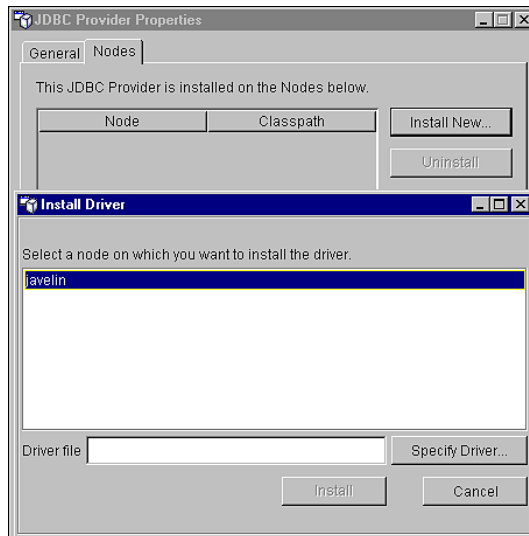 JDBC Provider Properties
General Nodes
This JDBC Provider is installed on the Nodes below.
Node Classpath Install New...
Uninstall
Install Driver
Select a node on which you want to install the driver.
javelin
Driver file Specify Driver...
Install Cancel